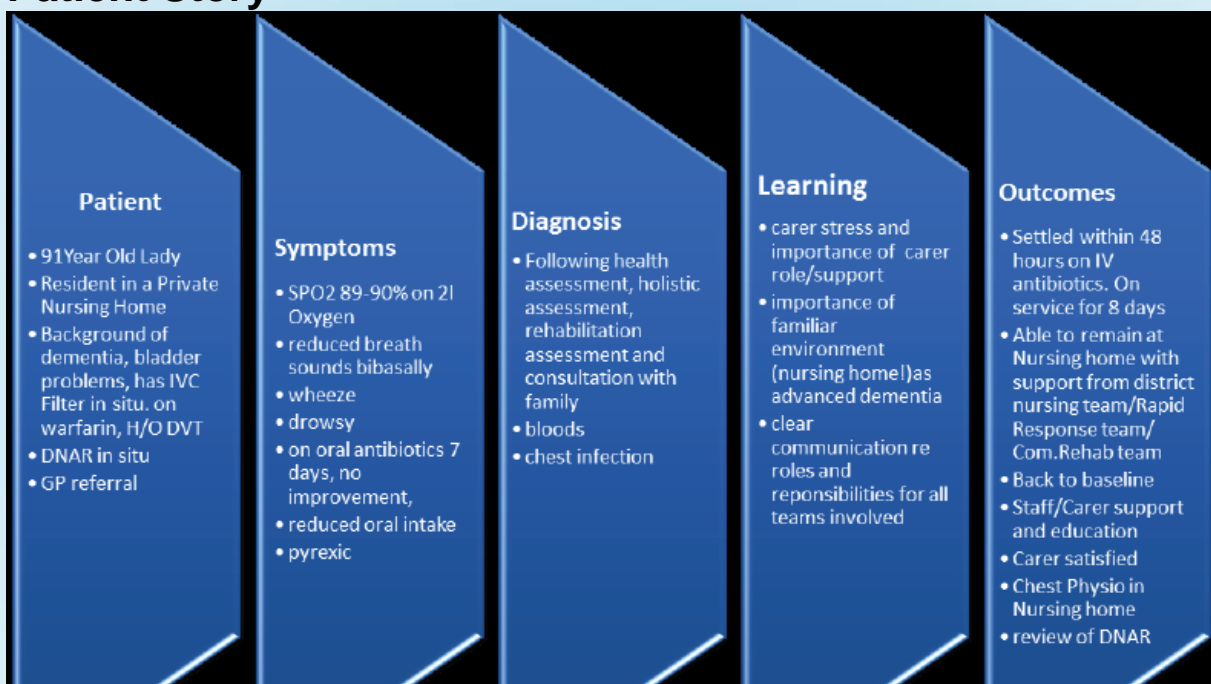 Patient
• 91Year Old Lady
• Resident in a Private
Nursing Home
• Background of
dementia, bladder
problems, has IVC
Filter in situ. on
warfarin, H/O DVT
• DNAR in situ
• GP referral
Symptoms
• SPO2 89-90% on 2l
Oxygen
• reduced breath
sounds bibasally
• wheeze
• drowsy
• on oral antibiotics 7
days, no
improvement,
• reduced oral intake
• pyrexic
Diagnosis
• Following health
assessment, holistic
assessment,
rehabilitation
assessment and
consultation with
family
• bloods
• chest infection
Learning
• carer stress and
importance of carer
role/support
• importance of
familiar
environment
(nursing home!)as
advanced dementia
• clear
communication re
roles and
reponsibilities for all
teams involved
Outcomes
• Settled within 48
hours on IV
antibiotics. On
service for 8 days
• Able to remain at
Nursing home with
support from district
nursing team/Rapid
Response team/
Com.Rehab team
• Back to baseline
• Staff/Carer support
and education
• Carer satisfied
• Chest Physio in
Nursing home
• review of DNAR